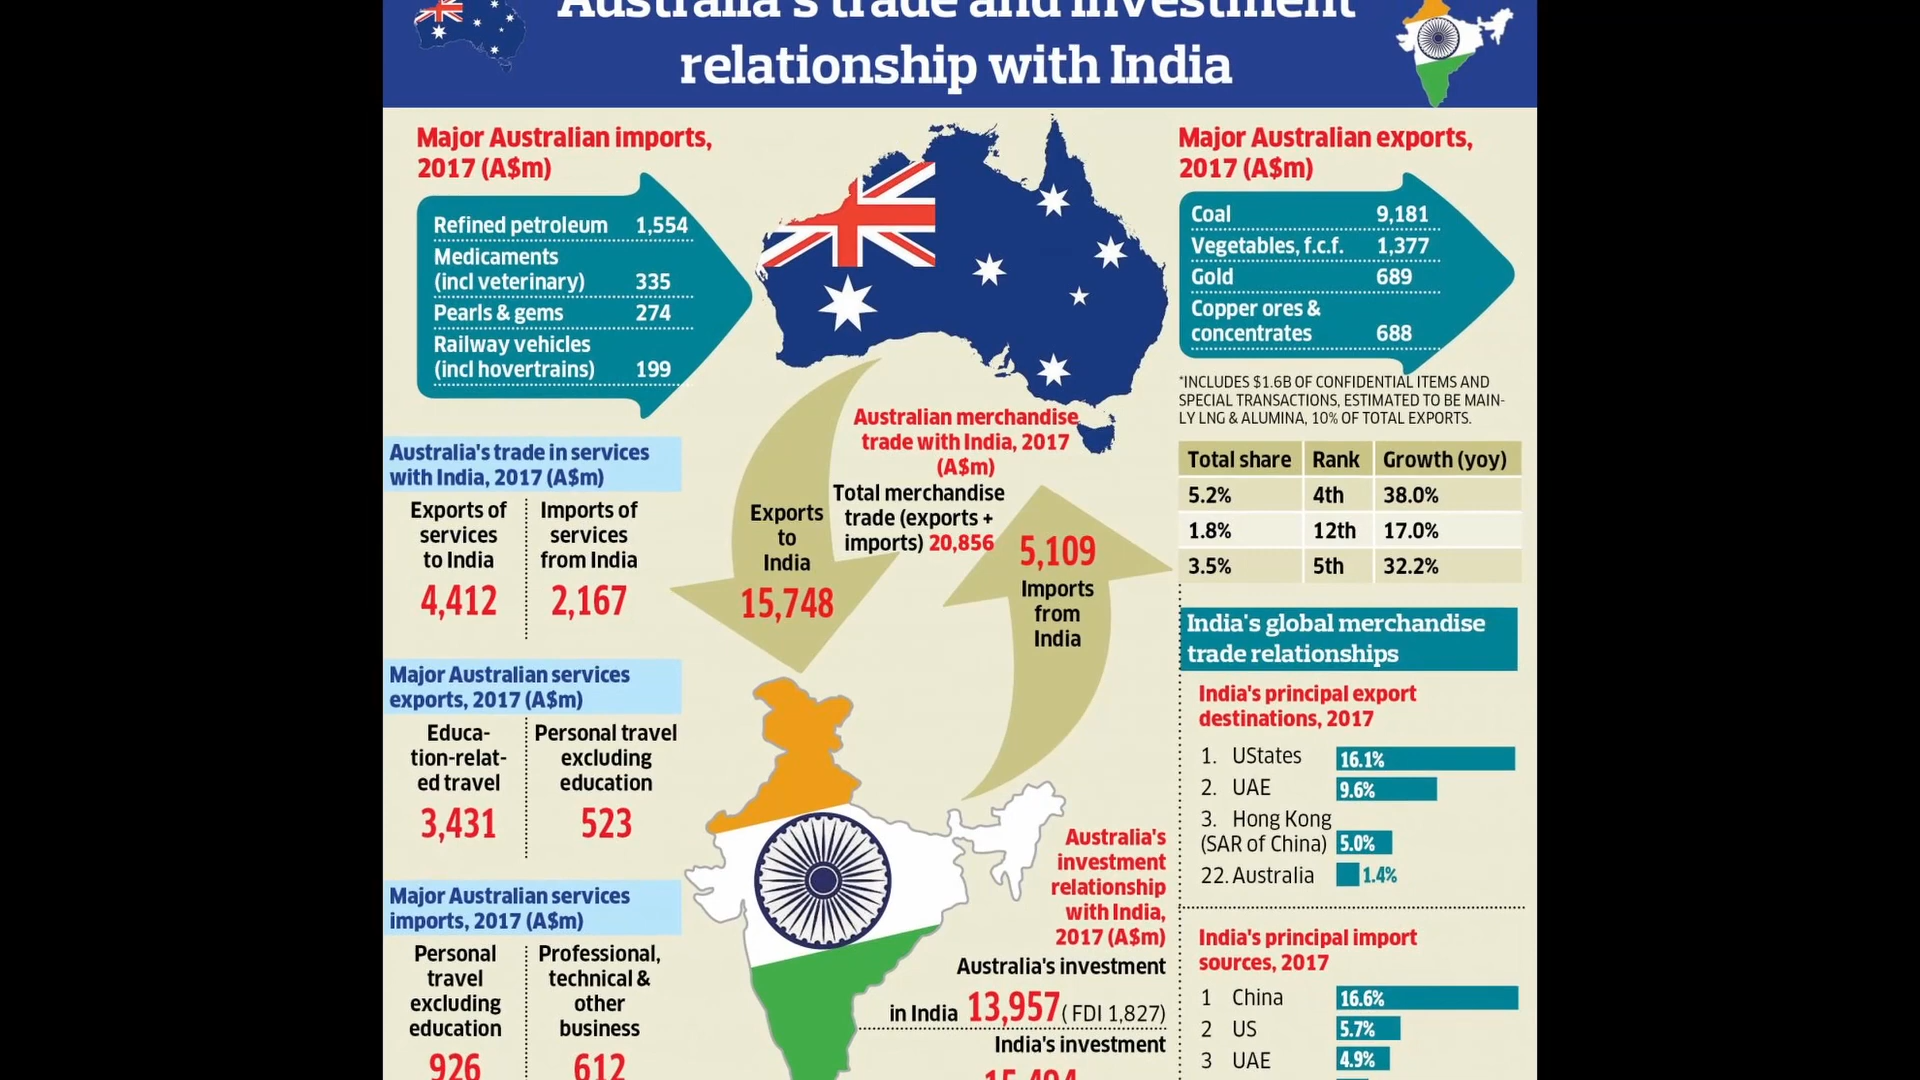 Australia's trade and investment
relationship with India
Major Australian imports,
2017 (A$m)
Refined petroleum 1,554
Medicaments
(incl veterinary) 335
Pearls & gems 274
Railway vehicles
(incl hovertrains) 199
Major Australian exports,
2017 (A$m)
Coal 9,181
Vegetables, f.c.f. 1,377
Gold 689
Copper ores &
concentrates 688
*INCLUDES $1.6B OF CONFIDENTIAL ITEMS AND
SPECIAL TRANSACTIONS, ESTIMATED TO BE MAIN-
LY LNG & ALUMINA, 10% OF TOTAL EXPORTS.
Australian merchandise
trade with India, 2017
(A$m)
Total merchandise
trade (exports +
imports) 20,856
Exports
to
India
15,748
5,109
Imports
from
India
Total share Rank Growth (yoy)
5.2% 4th 38.0%
1.8% 12th 17.0%
3.5% 5th 32.2%
Australia's trade in services
with India, 2017 (A$m)
Exports of
services
to India
4,412
Imports of
services
from India
2,167
Major Australian services
exports, 2017 (A$m)
Educa-
tion-relat-
ed travel
3,431
Personal travel
excluding
education
523
Major Australian services
imports, 2017 (A$m)
Personal
travel
excluding
education
926
Professional,
technical &
other
business
612
Australia's
investment
relationship
with India,
2017 (A$m)
Australia's investment
in India 13,957 ( FDI 1,827)
India's investment
15,494
India's global merchandise
trade relationships
India's principal export
destinations, 2017
1. UStates 16.1%
2. UAE 9.6%
3. Hong Kong
(SAR of China) 5.0%
22. Australia 1.4%
India's principal import
sources, 2017
1 China 16.6%
2 US 5.7%
3 UAE 4.9%